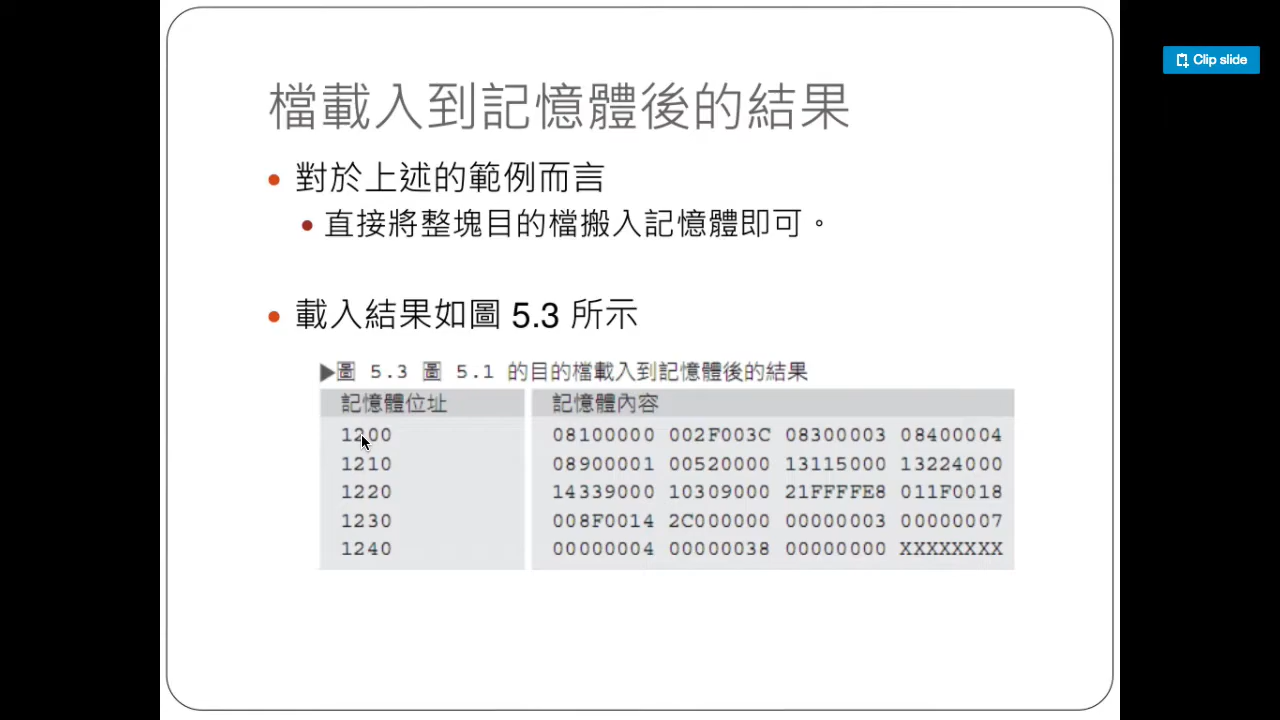 Clip slide
檔載入到記憶體後的結果
對於上述的範例而言
直接將整塊目的檔搬入記憶體即可。
載入結果如圖 5.3 所示
▶圖 5.3 圖 5.1 的目的檔載入到記憶體後的結果
記憶體位址 記憶體內容
1200 08100000 002F003C 08300003 08400004
1210 08900001 00520000 13115000 13224000
1220 14339000 10309000 21FFFFE8 011F0018
1230 008F0014 2C000000 00000003 00000007
1240 00000004 00000038 00000000 XXXXXXXX